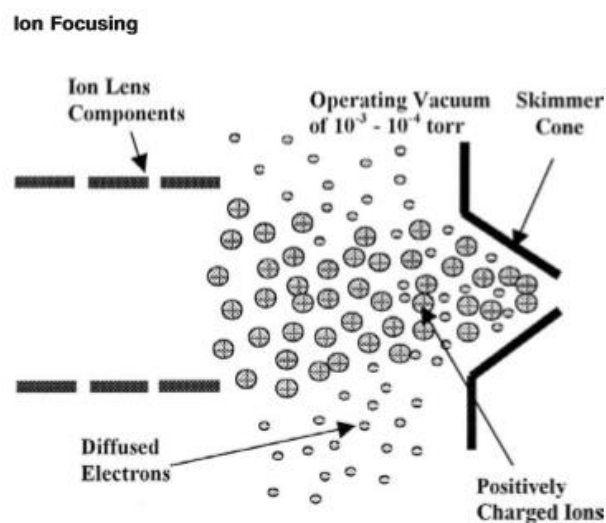 Ion Focusing
Ion Lens
Components
Operating Vacuum
of 10⁻³ - 10⁻⁴ torr
Skimmer
Cone
Diffused
Electrons
Positively
Charged Ions